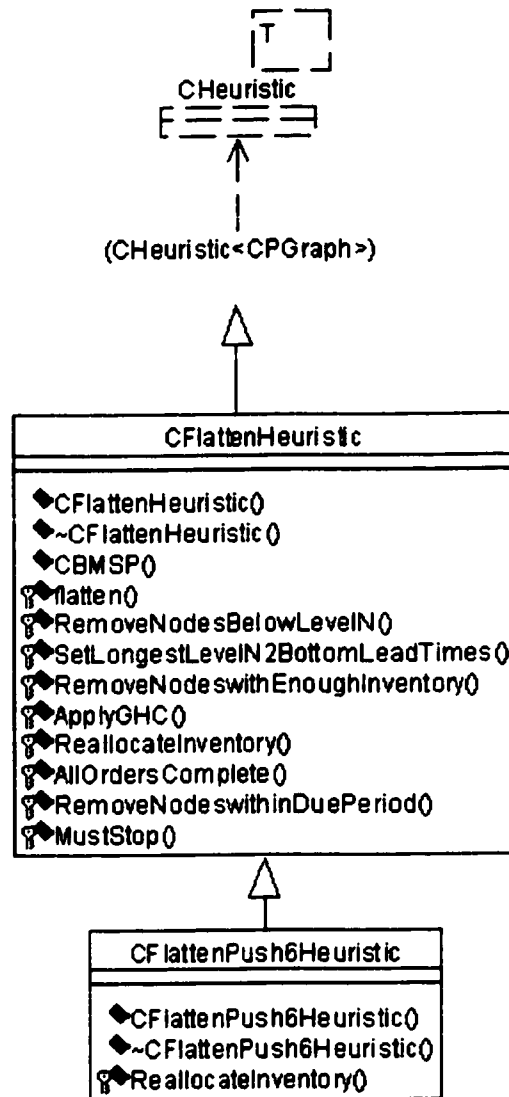 T
CHeuristic
(CHeuristic<CPGraph>)
CFlattenHeuristic
CFlattenHeuristic()
~CFlattenHeuristic()
CBMSP()
flatten()
RemoveNodesBelowLevelN()
SetLongestLevelN2BottomLeadTimes()
RemoveNodeswithEnoughInventory()
ApplyGHC()
ReallocateInventory()
AllOrdersComplete()
RemoveNodeswithinDuePeriod()
MustStop()
CFlattenPush6Heuristic
CFlattenPush6Heuristic()
~CFlattenPush6Heuristic()
ReallocateInventory()